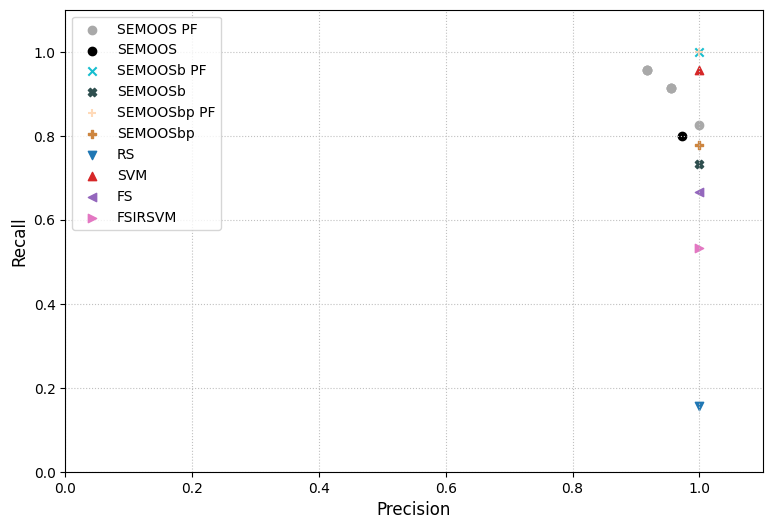 SEMOOS PF
SEMOOS
SEMOOSb PF
SEMOOSb
SEMOOSbp PF
SEMOOSbp
RS
SVM
FS
FSIRSVM
1.0
0.8
0.6
0.4
0.2
0.0
Recall
0.0 0.2 0.4 0.6 0.8 1.0
Precision